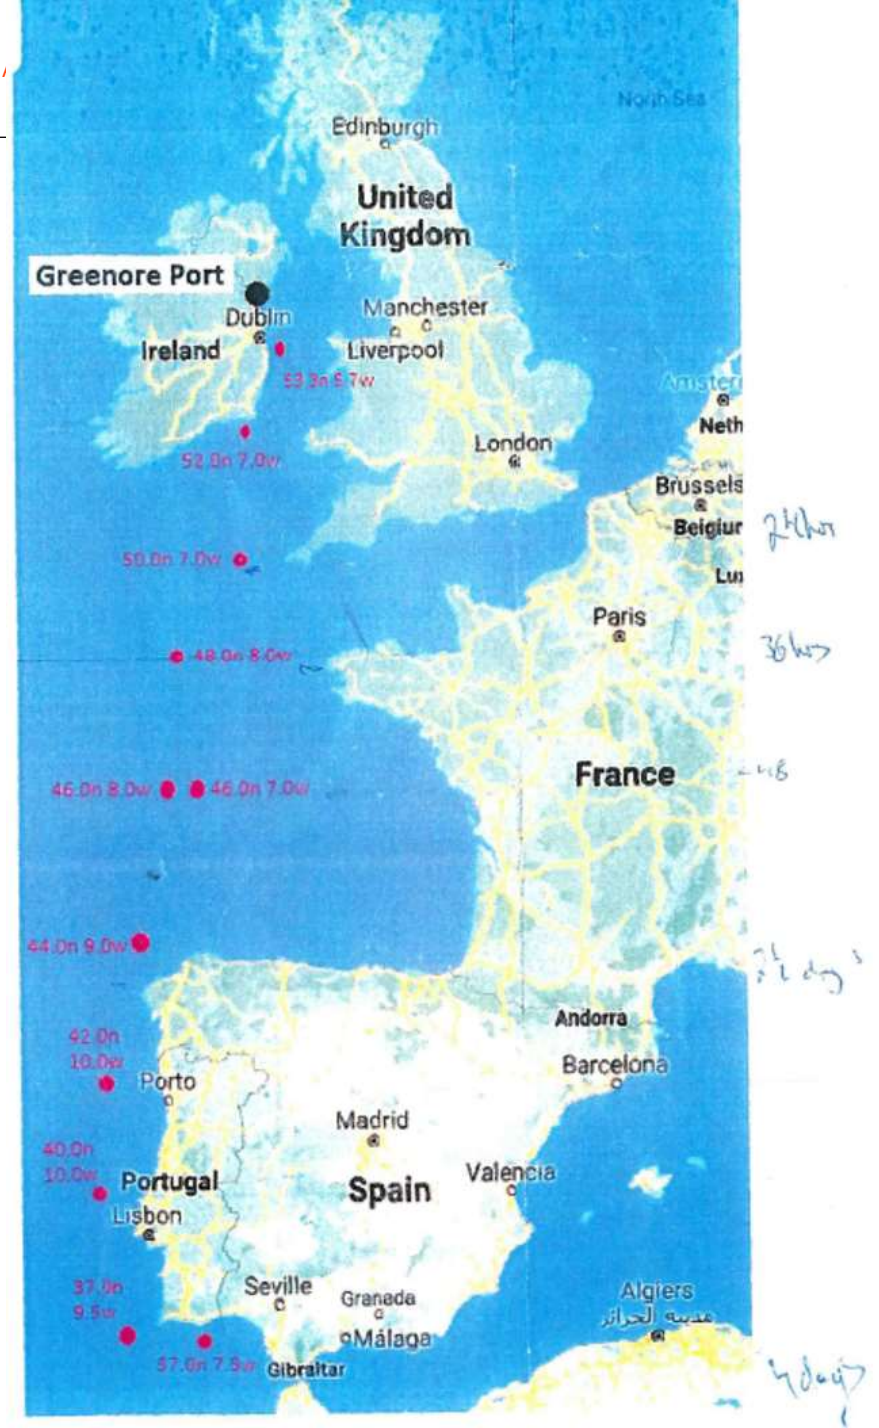 North Sea
Edinburgh
United
Kingdom
Greenore Port
Dublin
Manchester
Ireland
Liverpool
53.3n 5.7w
Amster
Neth
London
52.0n 7.0w
Brussels
Belgiur
24hr
50.0n 7.0w
Lux
Paris
36hrs
48.0n 8.0w
France
48
46.0n 8.0w
46.0n 7.0w
44.0n 9.0w
days
Andorra
42.0n
10.0w
Porto
Barcelona
Madrid
40.0n
10.0w
Portugal
Valencia
Spain
Lisbon
Seville
Granada
Algiers
مدينة الجزائر
9.5w
Málaga
37.0n 7.5w
Gibraltar
4 days